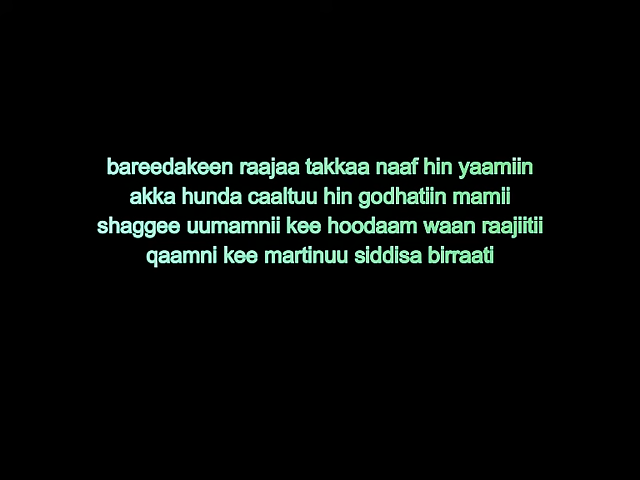 bareedakeen raajaa takkaa naaf hin yaamiin
akka hunda caaltuu hin godhatiin mamii
shaggee uumamnii kee hoodaam waan raajiitii
qaamni kee martinuu siddisa birraati